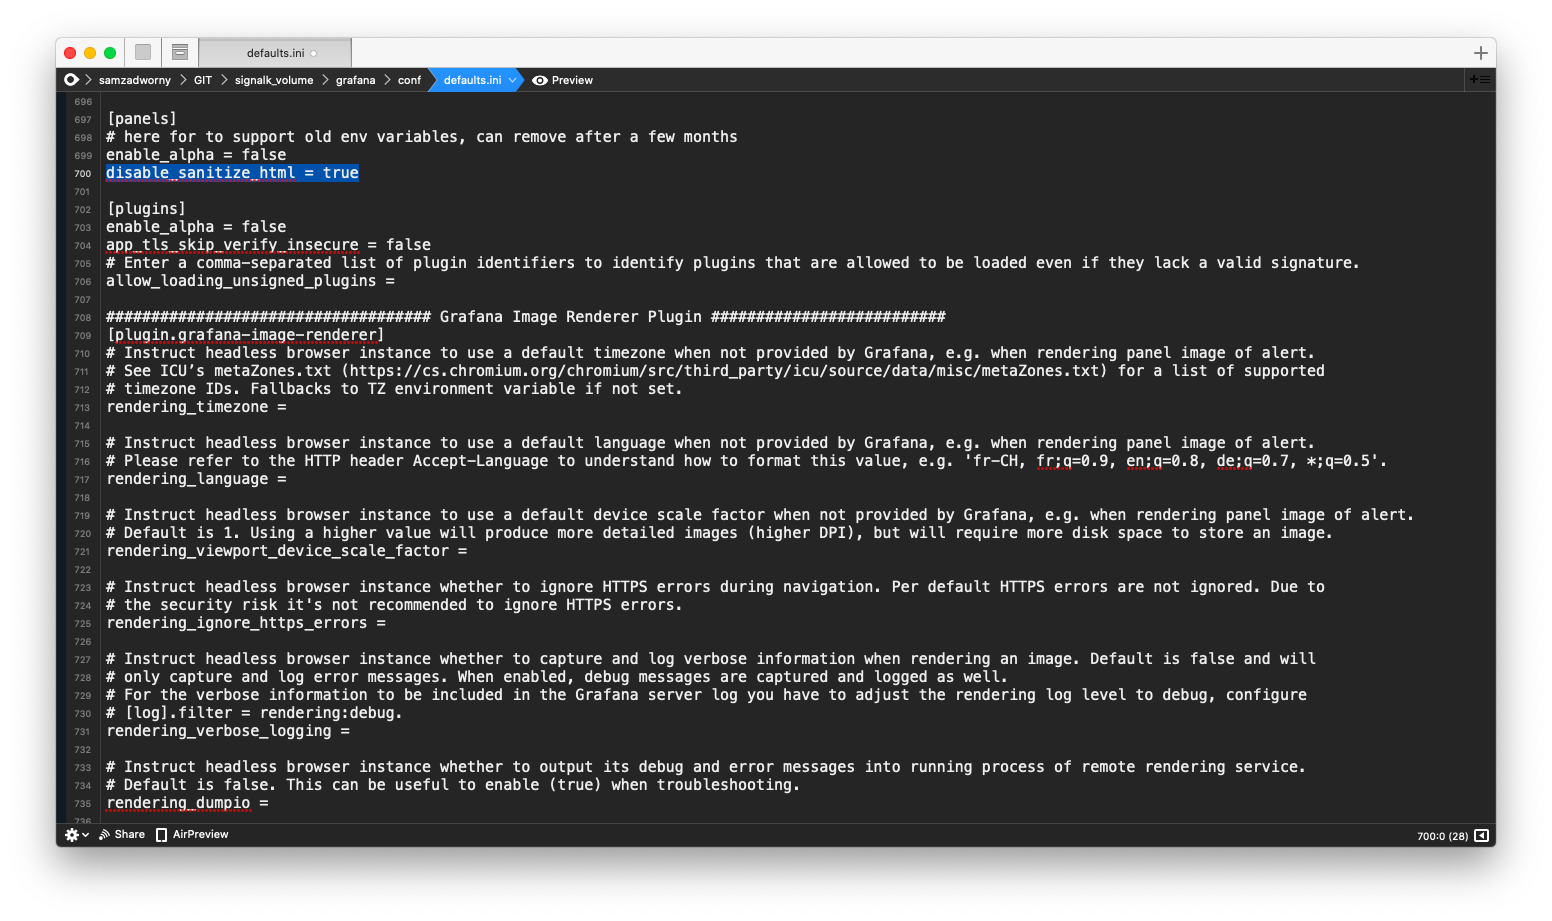 defaults.ini
samzadworny GIT signalk_volume grafana conf defaults.ini Preview
696
697 [panels]
698 # here for to support old env variables, can remove after a few months
699 enable_alpha = false
700 disable_sanitize_html = true
701
702 [plugins]
703 enable_alpha = false
704 app_tls_skip_verify_insecure = false
705 # Enter a comma-separated list of plugin identifiers to identify plugins that are allowed to be loaded even if they lack a valid signature.
706 allow_loading_unsigned_plugins =
707
708 #################################### Grafana Image Renderer Plugin ##########################
709 [plugin.grafana-image-renderer]
710 # Instruct headless browser instance to use a default timezone when not provided by Grafana, e.g. when rendering panel image of alert.
711 # See ICU’s metaZones.txt (https://cs.chromium.org/chromium/src/third_party/icu/source/data/misc/metaZones.txt) for a list of supported
712 # timezone IDs. Fallbacks to TZ environment variable if not set.
713 rendering_timezone =
714
715 # Instruct headless browser instance to use a default language when not provided by Grafana, e.g. when rendering panel image of alert.
716 # Please refer to the HTTP header Accept-Language to understand how to format this value, e.g. 'fr-CH, fr;q=0.9, en;q=0.8, de;q=0.7, *;q=0.5'.
717 rendering_language =
718
719 # Instruct headless browser instance to use a default device scale factor when not provided by Grafana, e.g. when rendering panel image of alert.
720 # Default is 1. Using a higher value will produce more detailed images (higher DPI), but will require more disk space to store an image.
721 rendering_viewport_device_scale_factor =
722
723 # Instruct headless browser instance whether to ignore HTTPS errors during navigation. Per default HTTPS errors are not ignored. Due to
724 # the security risk it's not recommended to ignore HTTPS errors.
725 rendering_ignore_https_errors =
726
727 # Instruct headless browser instance whether to capture and log verbose information when rendering an image. Default is false and will
728 # only capture and log error messages. When enabled, debug messages are captured and logged as well.
729 # For the verbose information to be included in the Grafana server log you have to adjust the rendering log level to debug, configure
730 # [log].filter = rendering:debug.
731 rendering_verbose_logging =
732
733 # Instruct headless browser instance whether to output its debug and error messages into running process of remote rendering service.
734 # Default is false. This can be useful to enable (true) when troubleshooting.
735 rendering_dumpio =
736
Share AirPreview 700:0 (28)